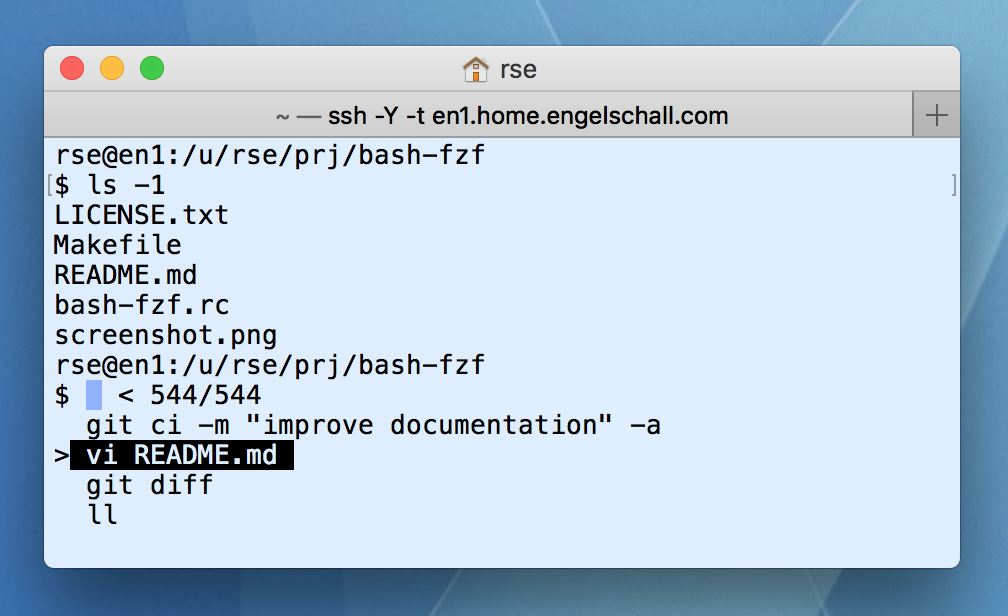 rse
~ — ssh -Y -t en1.home.engelschall.com +
rse@en1:/u/rse/prj/bash-fzf
[$ ls -1 ]
LICENSE.txt
Makefile
README.md
bash-fzf.rc
screenshot.png
rse@en1:/u/rse/prj/bash-fzf
$ < 544/544
git ci -m "improve documentation" -a
> vi README.md
git diff
ll